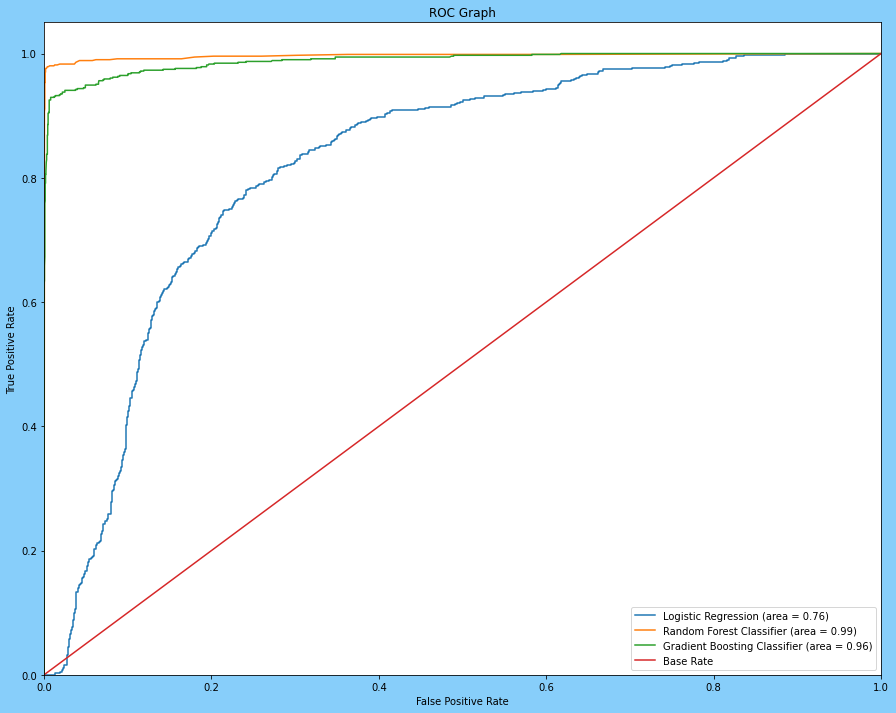 ROC Graph
1.0
0.8
0.6
0.4
0.2
0.0
True Positive Rate
0.0 0.2 0.4 0.6 0.8 1.0
False Positive Rate
Logistic Regression (area = 0.76)
Random Forest Classifier (area = 0.99)
Gradient Boosting Classifier (area = 0.96)
Base Rate